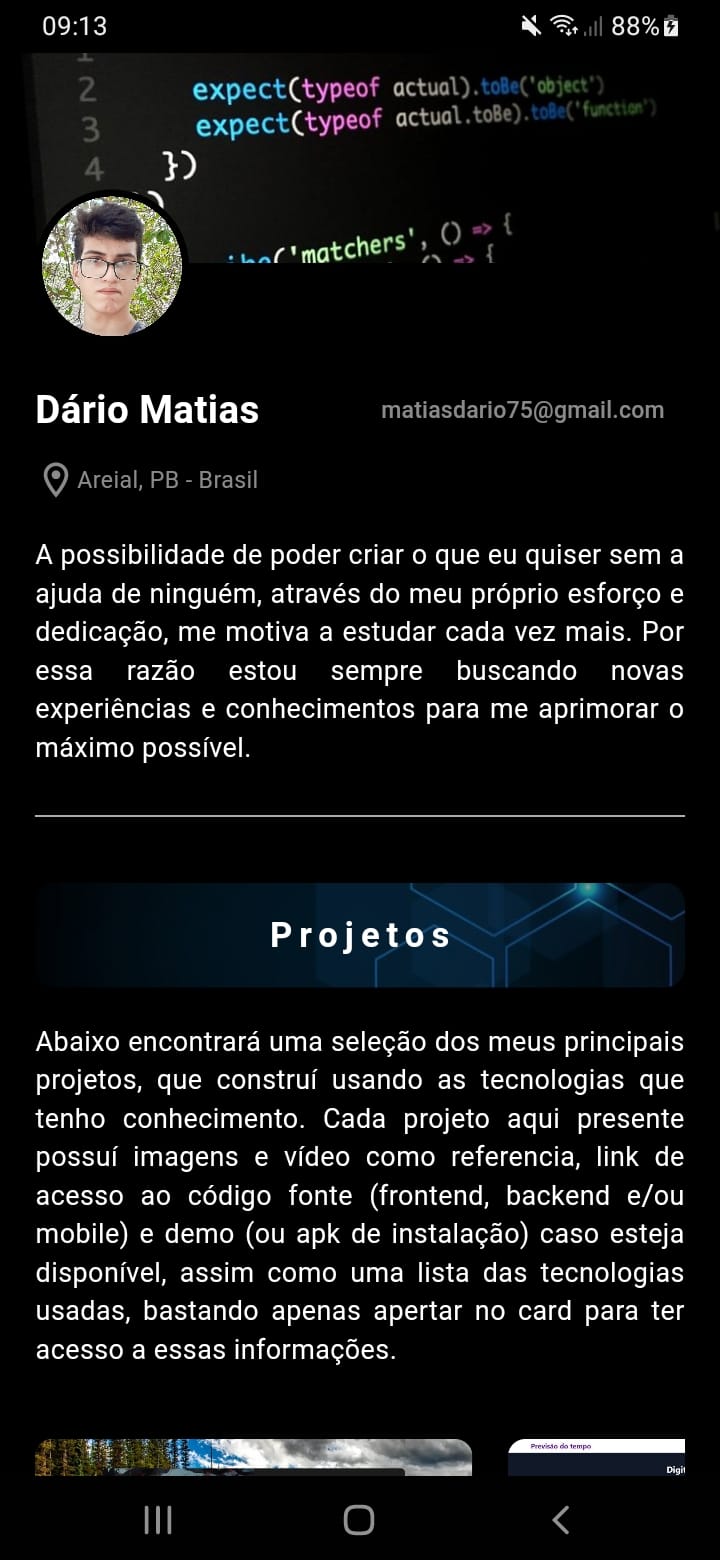 09:13
88%
2 expect(typeof actual).toBe('object')
3 expect(typeof actual.toBe).toBe('function')
4 })
('matchers', () => {
() => {
Dário Matias
matiasdario75@gmail.com
Areial, PB - Brasil
A possibilidade de poder criar o que eu quiser sem a
ajuda de ninguém, através do meu próprio esforço e
dedicação, me motiva a estudar cada vez mais. Por
essa razão estou sempre buscando novas
experiências e conhecimentos para me aprimorar o
máximo possível.
Projetos
Abaixo encontrará uma seleção dos meus principais
projetos, que construí usando as tecnologias que
tenho conhecimento. Cada projeto aqui presente
possuí imagens e vídeo como referencia, link de
acesso ao código fonte (frontend, backend e/ou
mobile) e demo (ou apk de instalação) caso esteja
disponível, assim como uma lista das tecnologias
usadas, bastando apenas apertar no card para ter
acesso a essas informações.
Previsão do tempo